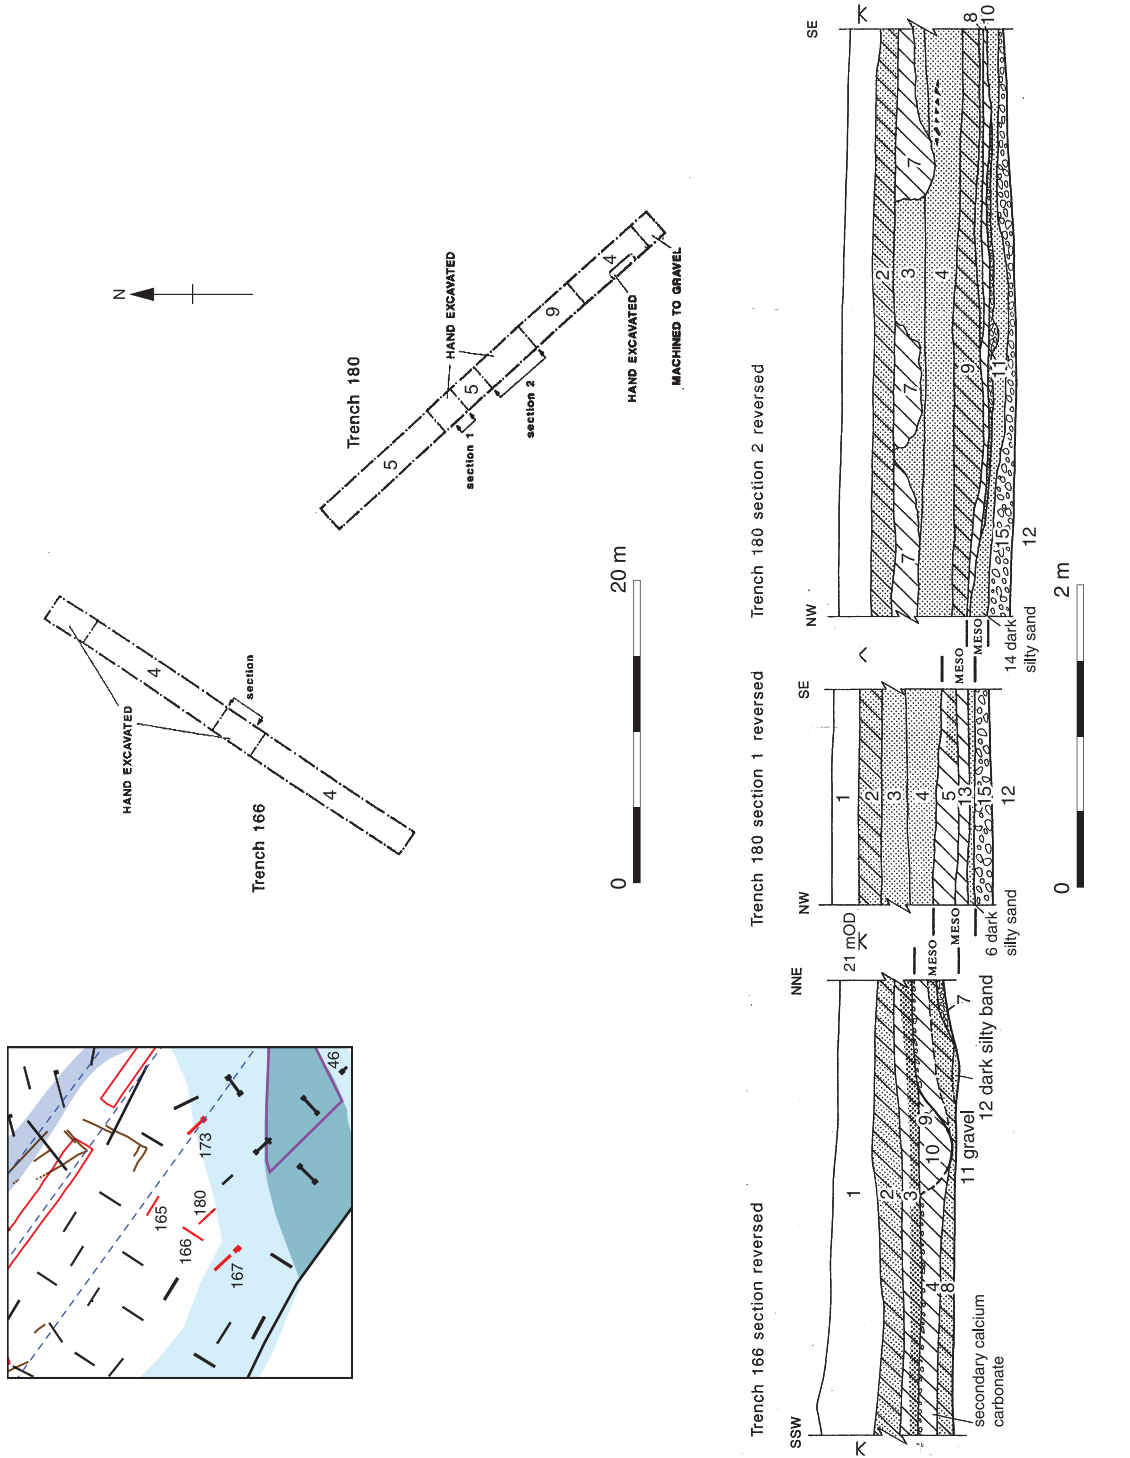 46
173
165
180
166
167
N
HAND EXCAVATED
4
section
4
Trench 166
Trench 180
HAND EXCAVATED
5
5
section 1
section 2
9
4
HAND EXCAVATED
MACHINED TO GRAVEL
0
20 m
Trench 166 section reversed
SSW
NNE
1
2
3
4
8
9
10
7
11 gravel
12 dark silty band
secondary calcium
carbonate
21 mOD
MESO
MESO
Trench 180 section 1 reversed
NW
SE
1
2
3
4
5
13
15
12
6 dark
silty sand
MESO
MESO
Trench 180 section 2 reversed
NW
SE
2
3
4
7
7
7
9
11
15
12
8
10
14 dark
silty sand
0
2 m